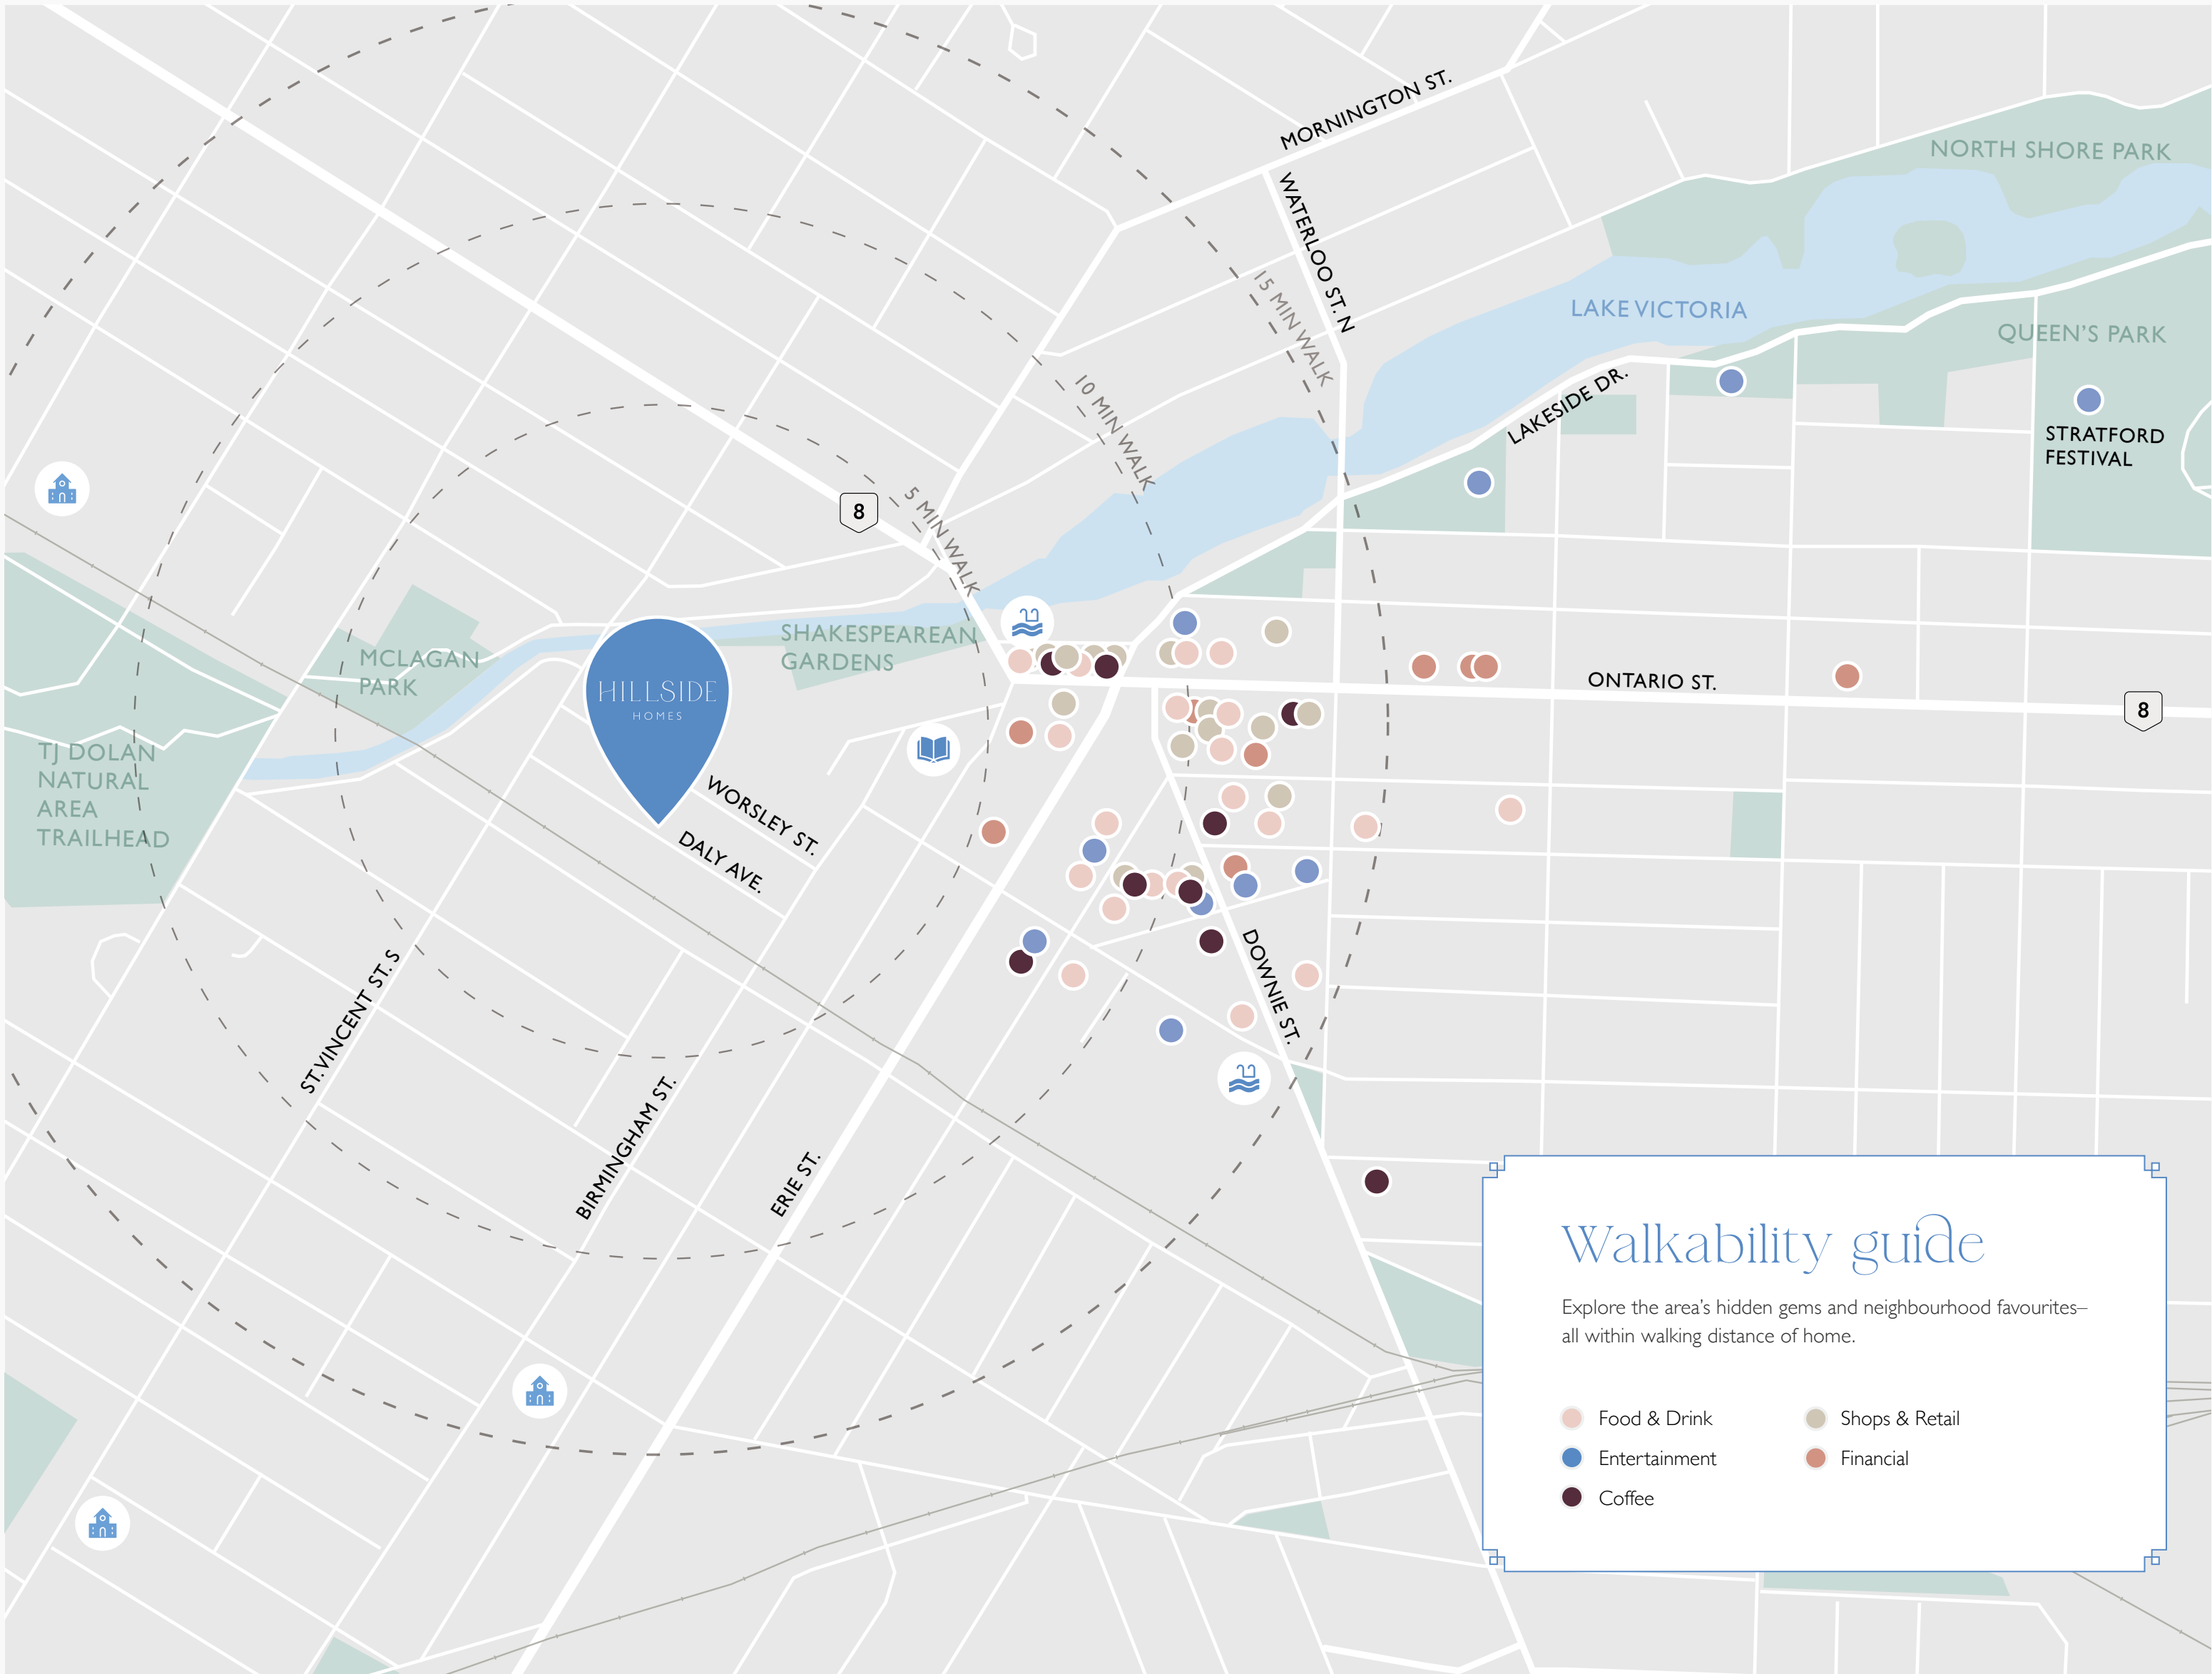 MORNINGTON ST.
WATERLOO ST. N
NORTH SHORE PARK
LAKE VICTORIA
QUEEN'S PARK
15 MIN WALK
10 MIN WALK
5 MIN WALK
LAKESIDE DR.
STRATFORD
FESTIVAL
8
SHAKESPEAREAN
GARDENS
MCLAGAN
PARK
HILLSIDE
HOMES
ONTARIO ST.
8
TJ DOLAN
NATURAL
AREA
TRAILHEAD
WORSLEY ST.
DALY AVE.
ST.VINCENT ST. S
BIRMINGHAM ST.
ERIE ST.
DOWNIE ST.
Walkability guide
Explore the area's hidden gems and neighbourhood favourites–
all within walking distance of home.
Food & Drink
Entertainment
Coffee
Shops & Retail
Financial